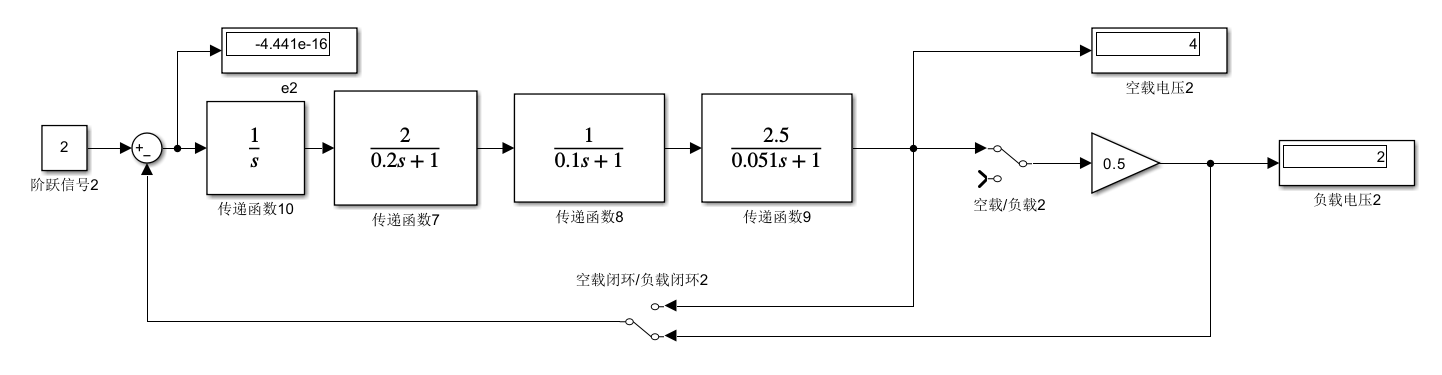 -4.441e-16
e2
4
空载电压2
2
阶跃信号2
+
−
1
s
传递函数10
2
0.2s + 1
传递函数7
1
0.1s + 1
传递函数8
2.5
0.051s + 1
传递函数9
空载/负载2
0.5
2
负载电压2
空载闭环/负载闭环2